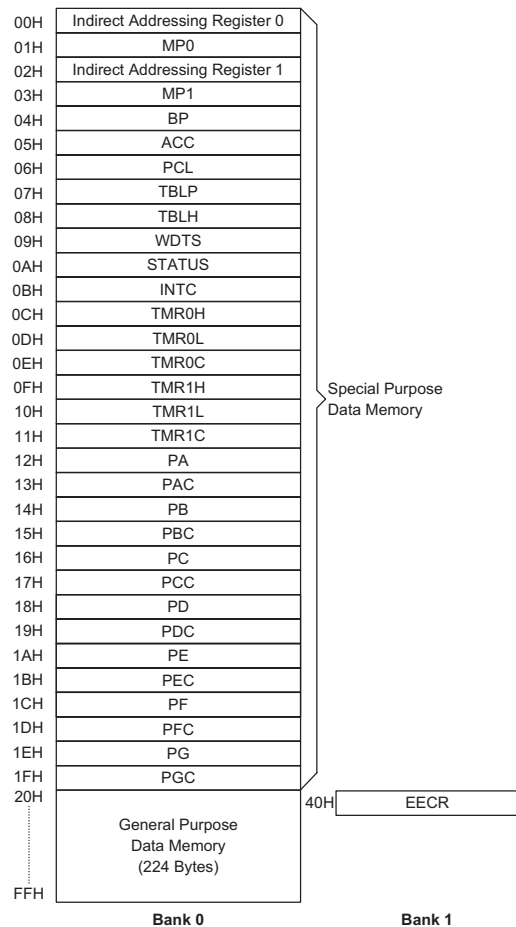 00H Indirect Addressing Register 0
01H MP0
02H Indirect Addressing Register 1
03H MP1
04H BP
05H ACC
06H PCL
07H TBLP
08H TBLH
09H WDTS
0AH STATUS
0BH INTC
0CH TMR0H
0DH TMR0L
0EH TMR0C
0FH TMR1H
Special Purpose
10H TMR1L
Data Memory
11H TMR1C
12H PA
13H PAC
14H PB
15H PBC
16H PC
17H PCC
18H PD
19H PDC
1AH PE
1BH PEC
1CH PF
1DH PFC
1EH PG
1FH PGC
20H
40H EECR
General Purpose
Data Memory
(224 Bytes)
FFH
Bank 0 Bank 1